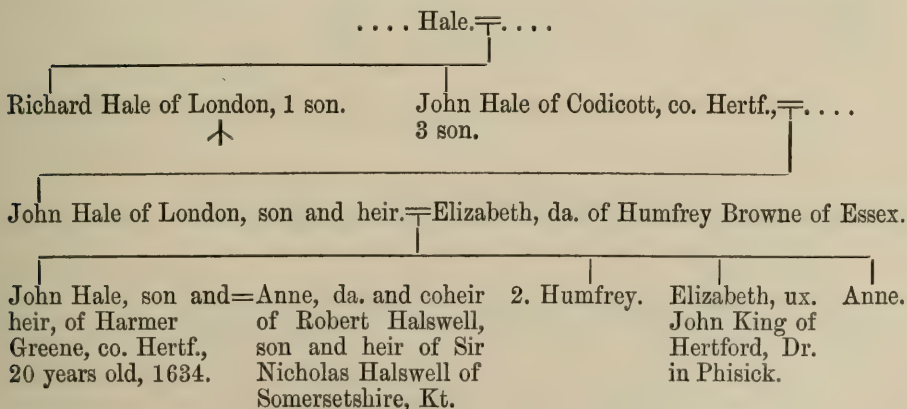 . . . . Hale. . . . .
Richard Hale of London, 1 son.
John Hale of Codicott, co. Hertf., . . . .
3 son.
John Hale of London, son and heir. Elizabeth, da. of Humfrey Browne of Essex.
John Hale, son and
heir, of Harmer
Greene, co. Hertf.,
20 years old, 1634.
=
Anne, da. and coheir
of Robert Halswell,
son and heir of Sir
Nicholas Halswell of
Somersetshire, Kt.
2. Humfrey.
Elizabeth, ux.
John King of
Hertford, Dr.
in Phisick.
Anne.